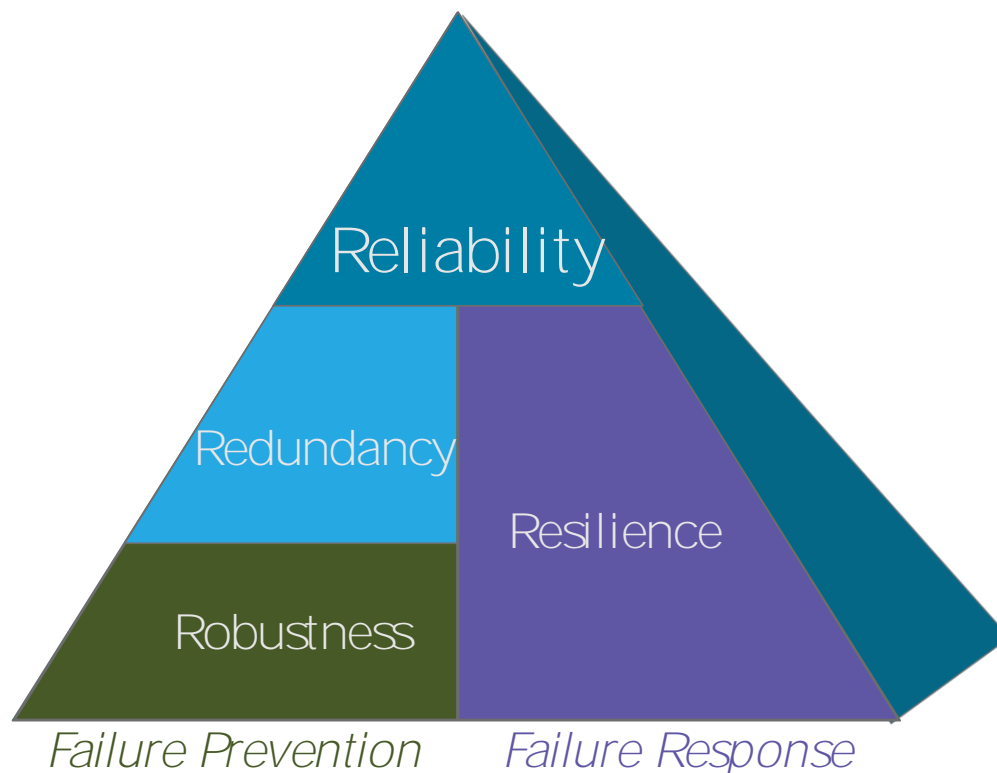 Reliability
Redundancy
Resilience
Robustness
Failure Prevention
Failure Response